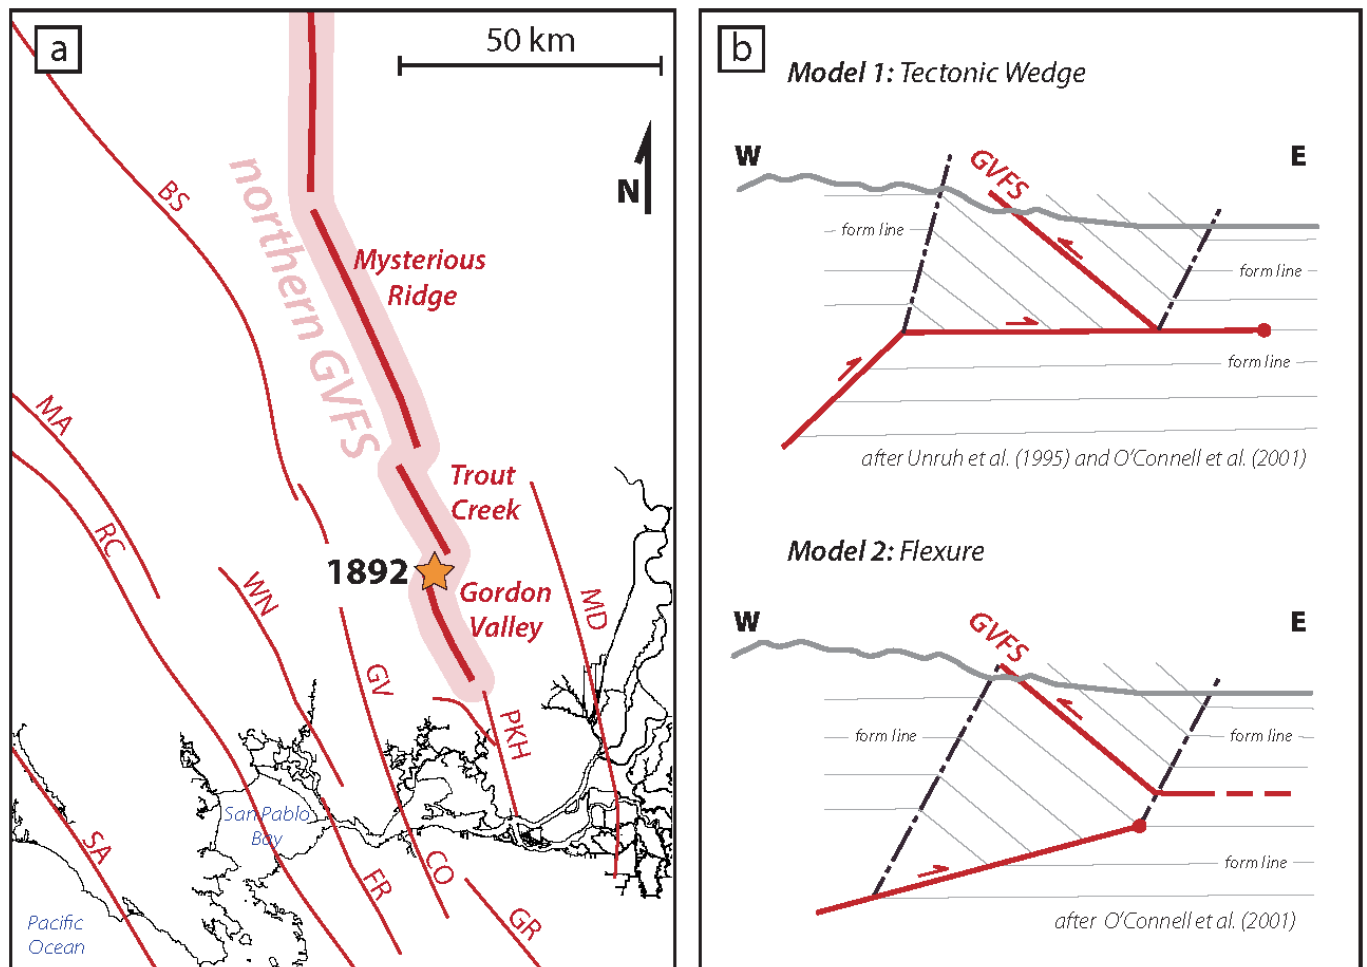 a
50 km
N
BS
northern GVFS
Mysterious
Ridge
MA
RC
Trout
Creek
1892
Gordon
Valley
WN
MD
GV
PKH
San Pablo
Bay
SA
CO
FR
GR
Pacific
Ocean
b
Model 1: Tectonic Wedge
W
GVFS
E
form line
form line
form line
after Unruh et al. (1995) and O'Connell et al. (2001)
Model 2: Flexure
W
GVFS
E
form line
form line
form line
after O'Connell et al. (2001)